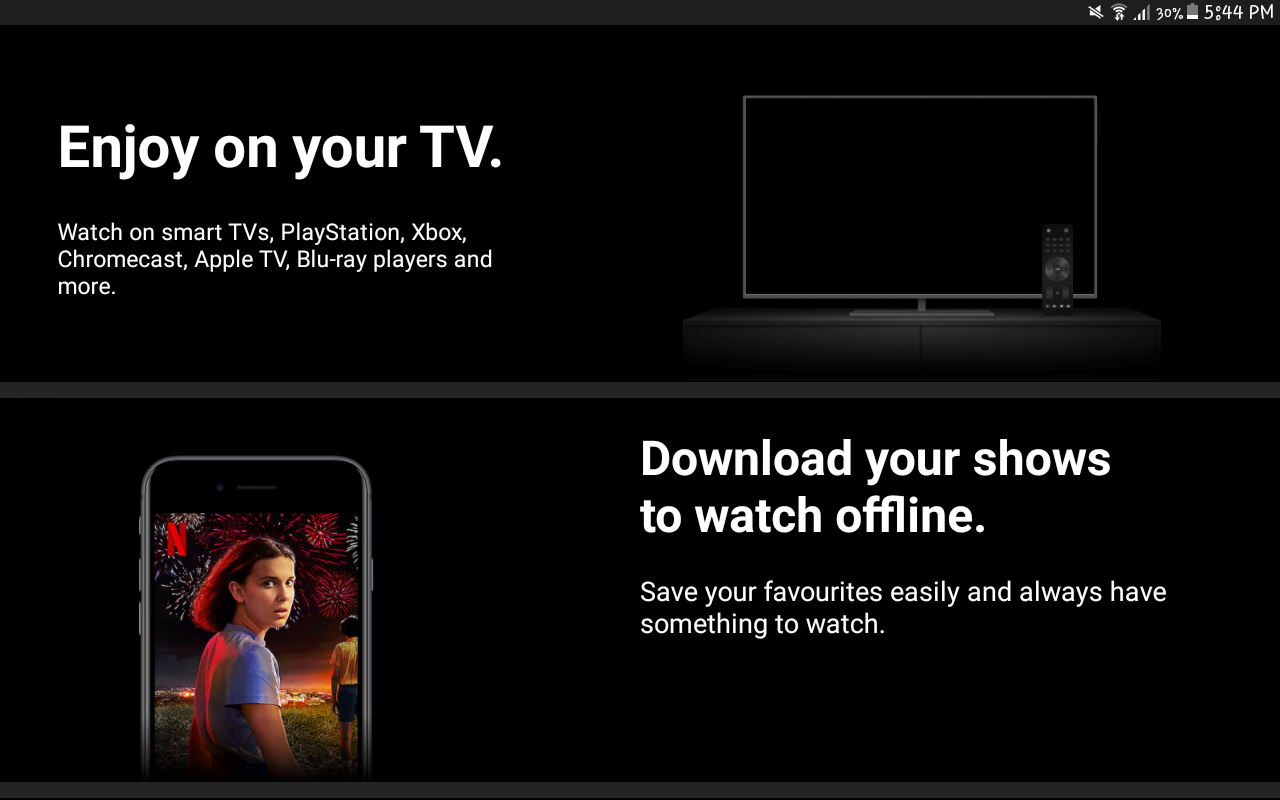 30% 5:44 PM
Enjoy on your TV.
Watch on smart TVs, PlayStation, Xbox,
Chromecast, Apple TV, Blu-ray players and
more.
N
Download your shows
to watch offline.
Save your favourites easily and always have
something to watch.